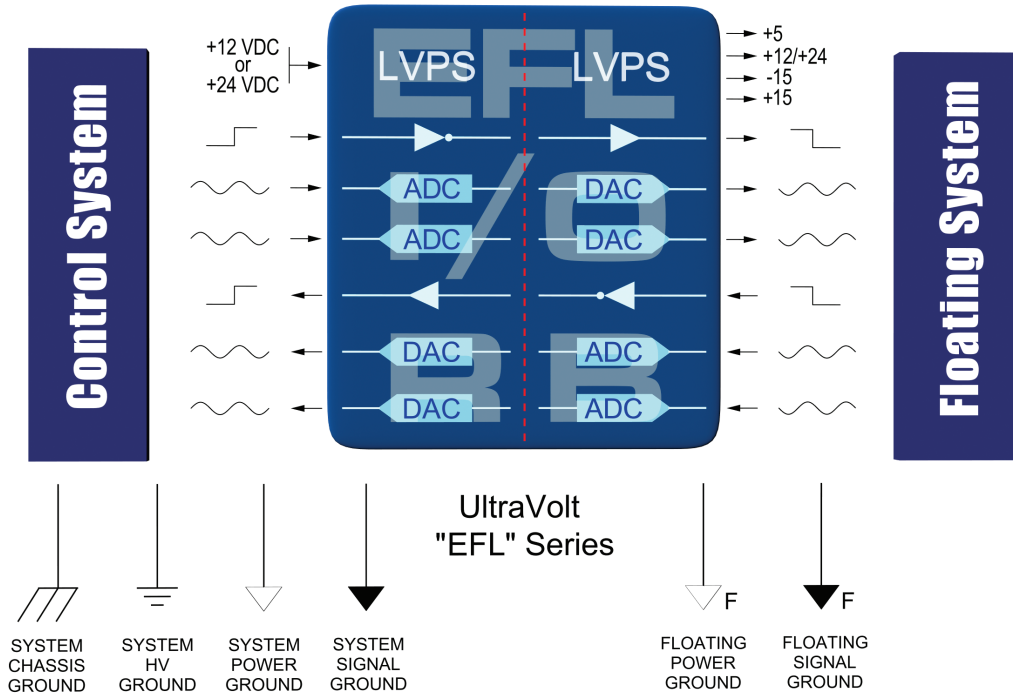 Control System
+12 VDC
or
+24 VDC
EFL
LVPS LVPS
+5
+12/+24
-15
+15
I/O
ADC DAC
ADC DAC
RB
DAC ADC
DAC ADC
Floating System
UltraVolt
"EFL" Series
SYSTEM
CHASSIS
GROUND
SYSTEM
HV
GROUND
SYSTEM
POWER
GROUND
SYSTEM
SIGNAL
GROUND
F
FLOATING
POWER
GROUND
F
FLOATING
SIGNAL
GROUND